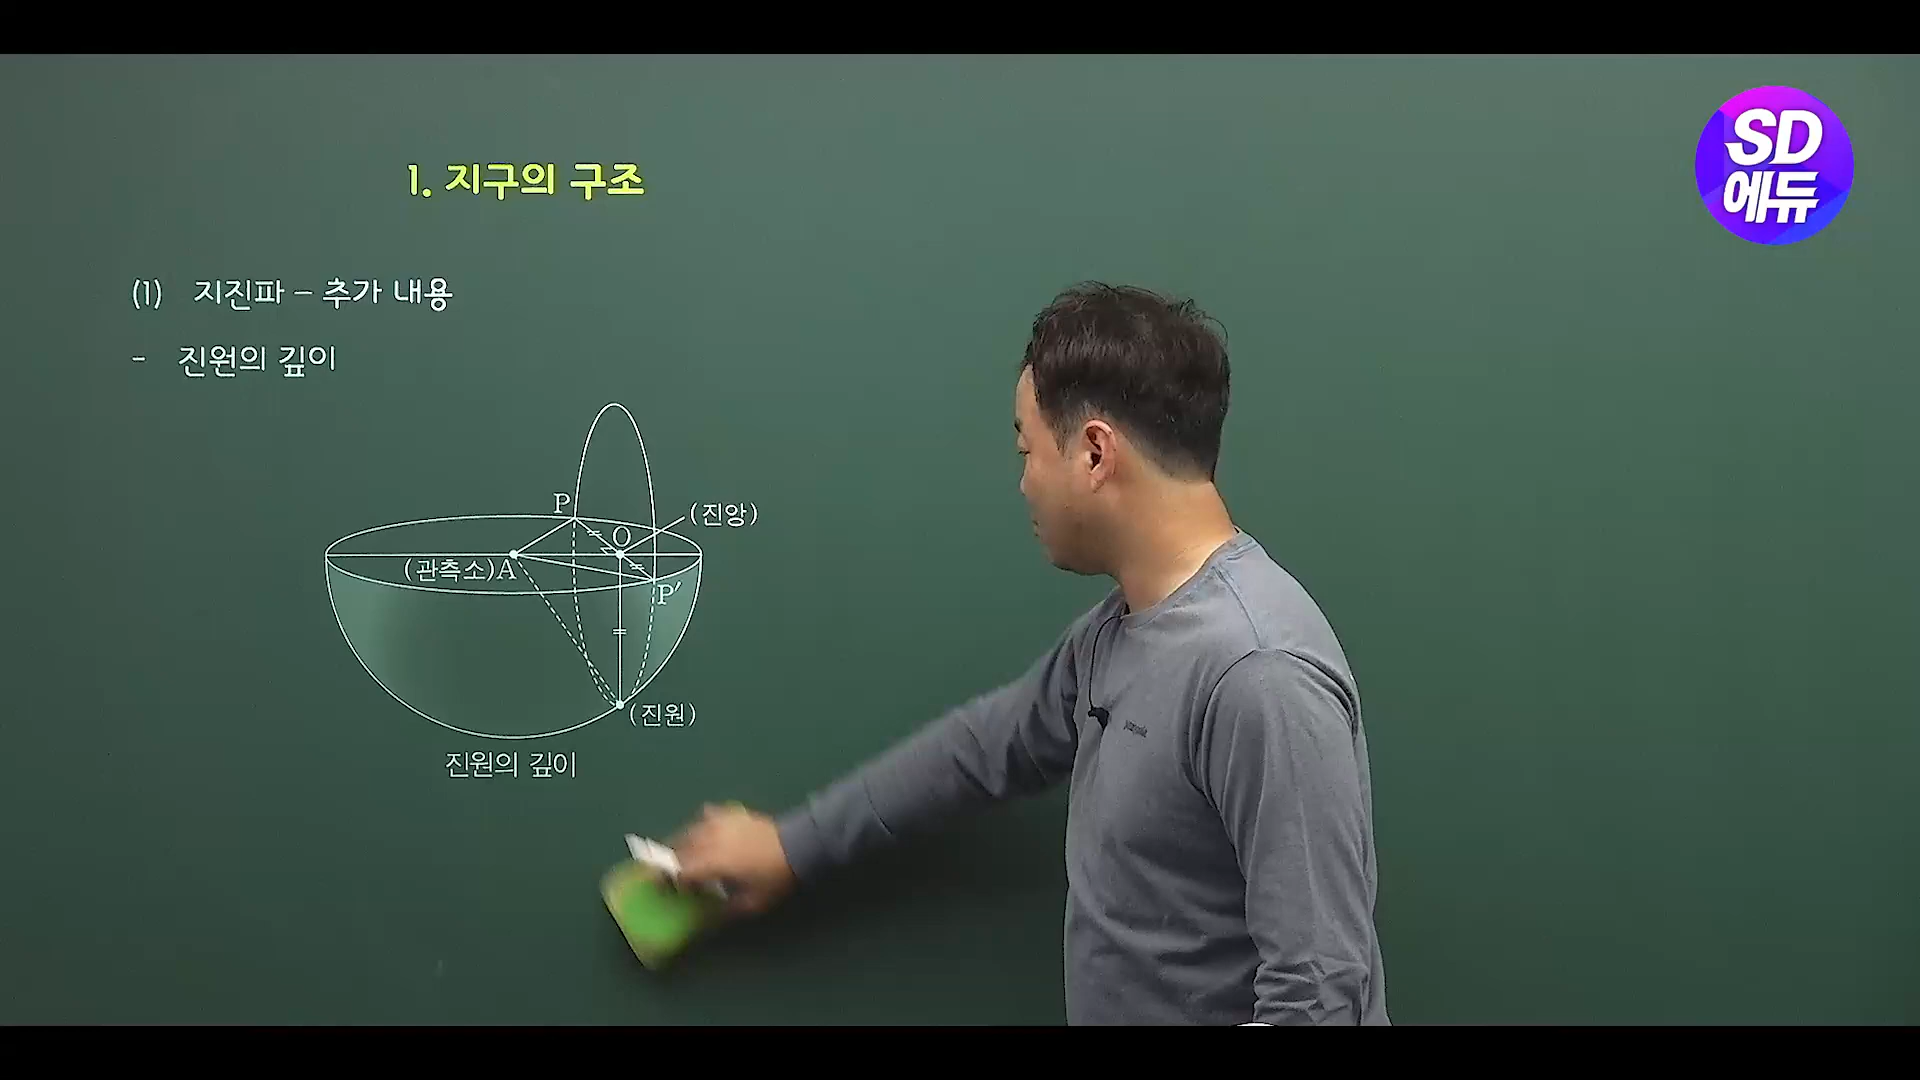 SD
에듀
1. 지구의 구조
(1) 지진파 - 추가 내용
- 진원의 깊이
P
O
(진앙)
(관측소)A
P′
(진원)
진원의 깊이